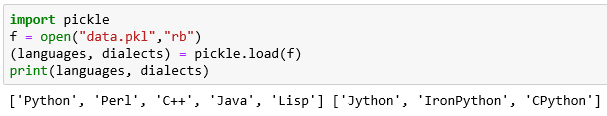 import pickle
f = open("data.pkl","rb")
(languages, dialects) = pickle.load(f)
print(languages, dialects)
['Python', 'Perl', 'C++', 'Java', 'Lisp'] ['Jython', 'IronPython', 'CPython']